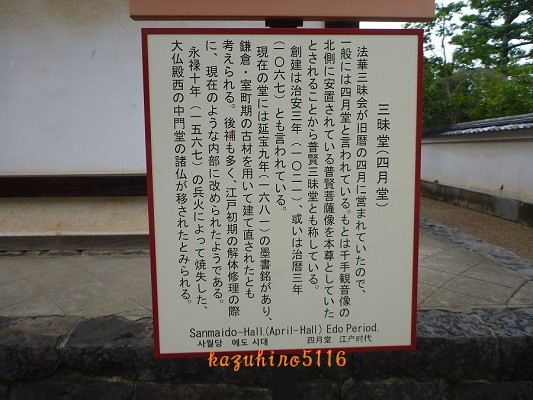 三昧堂（四月堂）
法華三昧会が旧暦の四月に営まれていたので、
一般には四月堂と言われている。もとは千手観音像の
北側に安置されている普賢菩薩像を本尊としていた
とされることから普賢三昧堂とも称している。
創建は治安三年（一〇二一）、或いは治暦三年
（一〇六七）とも言われている。
現在の堂には延宝九年（一六八一）の墨書銘があり、
鎌倉・室町期の古材を用いて建て直されたとも
考えられる。後補も多く、江戸初期の解体修理の際
に、現在のような内部に改められたようである。
永禄十年（一五六七）の兵火によって焼失した、
大仏殿西の中門堂の諸仏が移されたとみられる。
Sanmaido-Hall.(April-Hall) Edo Period.
사월당 에도 시대 四月堂 江户时代
kazuhiro5116